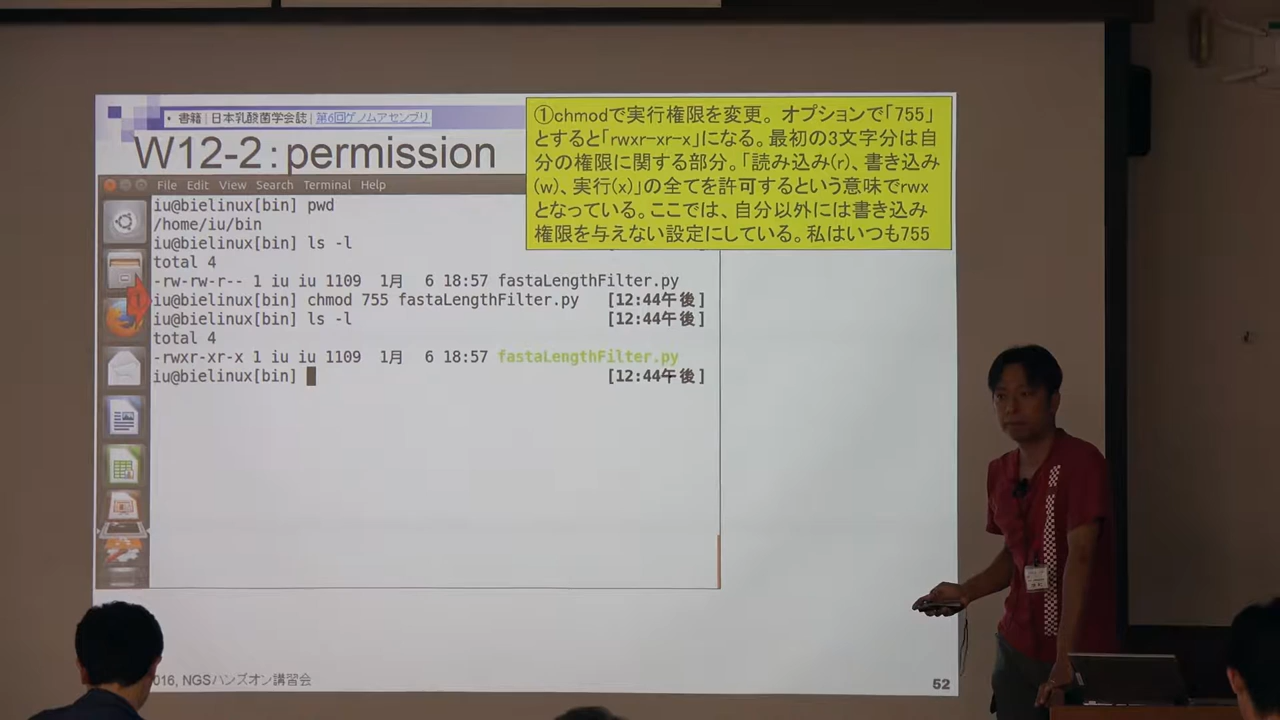 ・書籍 | 日本乳酸菌学会誌 | 第6回ゲノムアセンブリ
W12-2：permission
①chmodで実行権限を変更。オプションで「755」
とすると「rwxr-xr-x」になる。最初の3文字分は自
分の権限に関する部分。「読み込み(r)、書き込み
(w)、実行(x)」の全てを許可するという意味でrwx
となっている。ここでは、自分以外には書き込み
権限を与えない設定にしている。私はいつも755
File Edit View Search Terminal Help
iu@bielinux[bin] pwd
/home/iu/bin
iu@bielinux[bin] ls -l
total 4
-rw-rw-r-- 1 iu iu 1109 1月 6 18:57 fastaLengthFilter.py
iu@bielinux[bin] chmod 755 fastaLengthFilter.py [12:44午後]
iu@bielinux[bin] ls -l [12:44午後]
total 4
-rwxr-xr-x 1 iu iu 1109 1月 6 18:57 fastaLengthFilter.py
iu@bielinux[bin] [12:44午後]
016, NGSハンズオン講習会
52